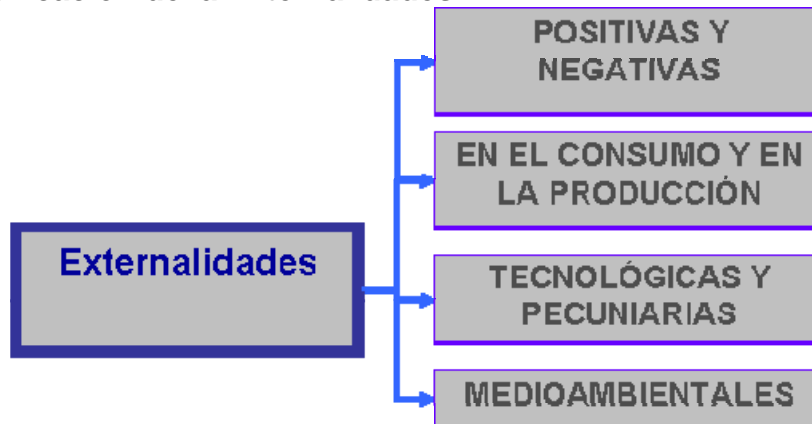 POSITIVAS Y
NEGATIVAS
EN EL CONSUMO Y EN
LA PRODUCCIÓN
Externalidades
TECNOLÓGICAS Y
PECUNIARIAS
MEDIOAMBIENTALES